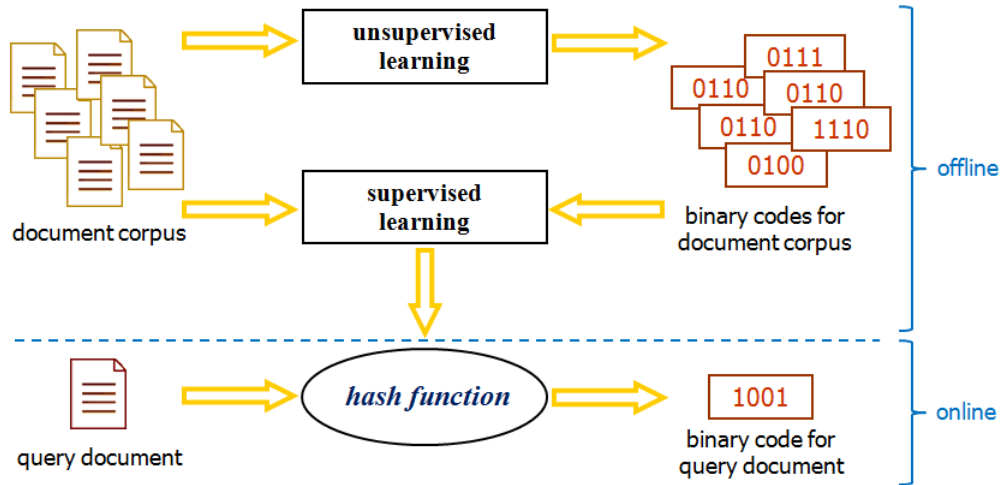 unsupervised
learning
0111
0110
0110
0110
1110
0100
offline
supervised
learning
document corpus
binary codes for
document corpus
hash function
1001
online
query document
binary code for
query document